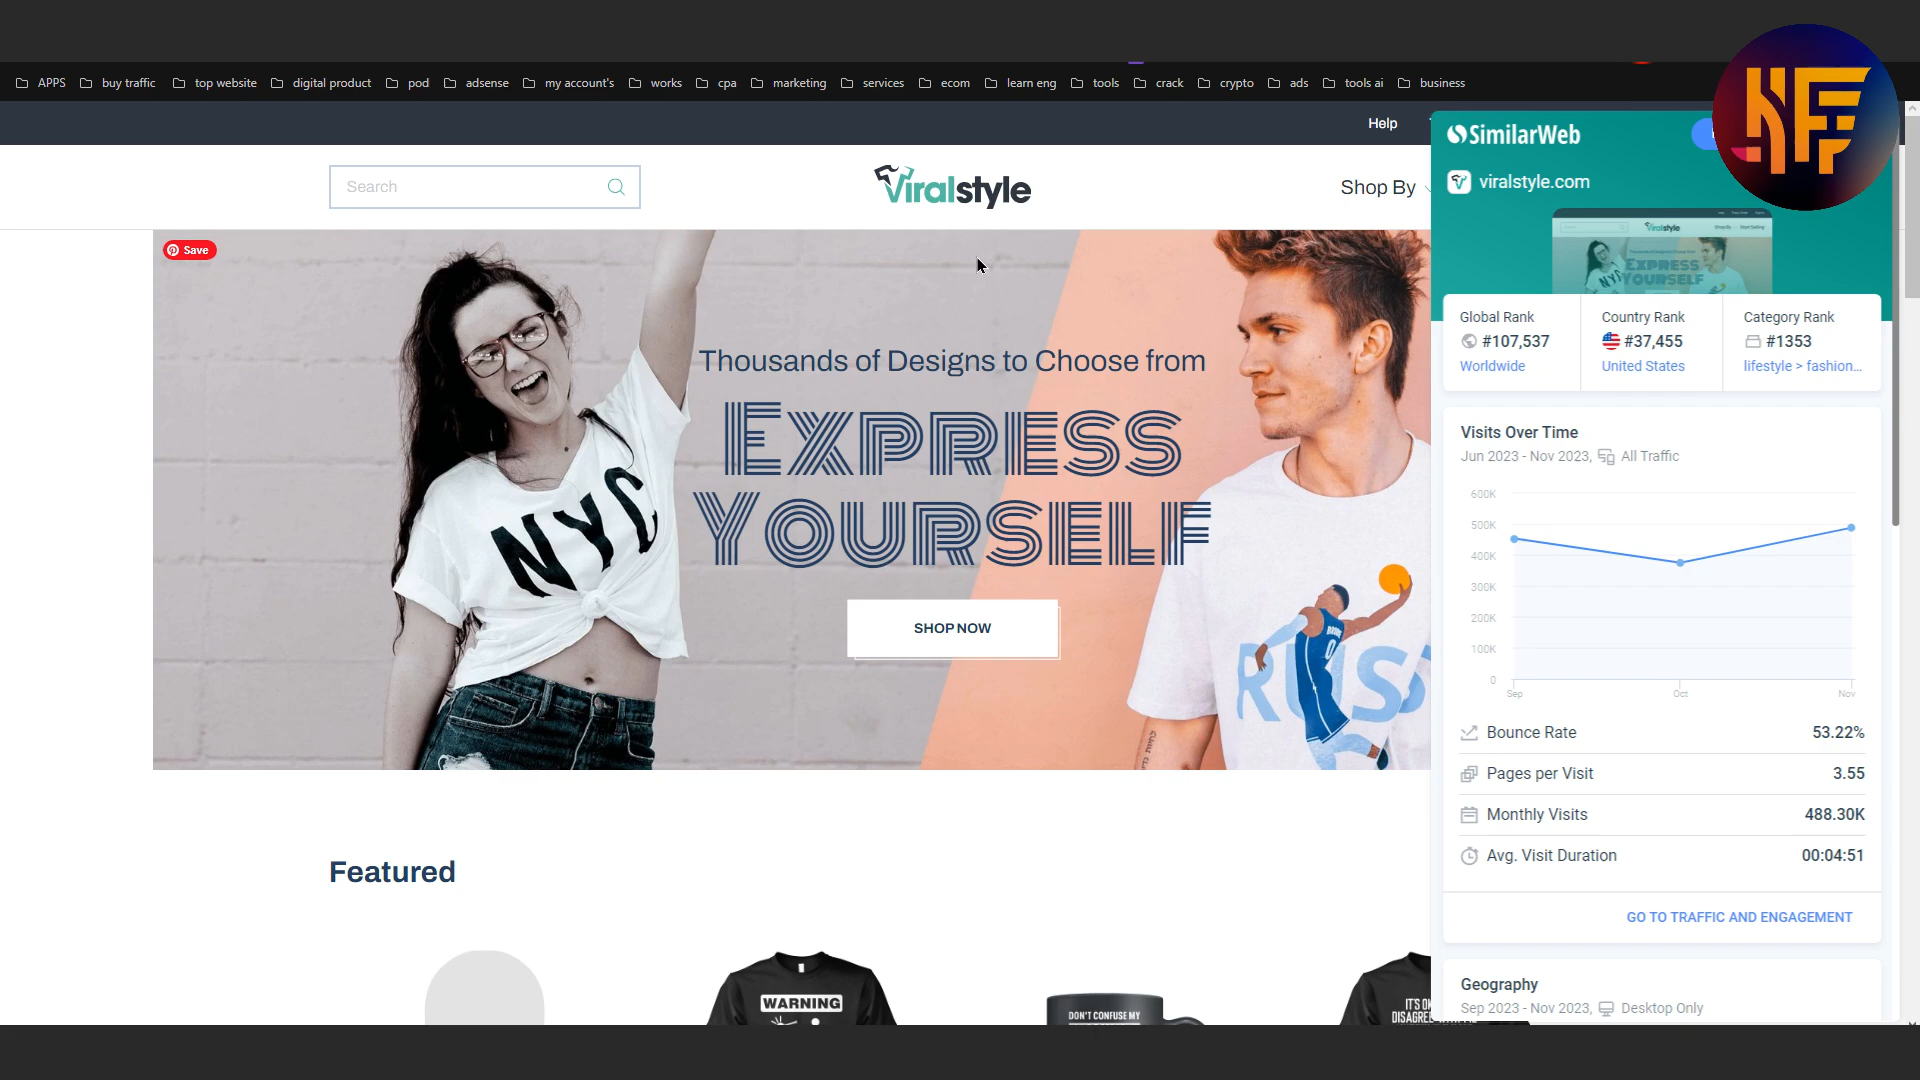 APPS buy traffic top website digital product pod adsense my account's works cpa marketing services ecom learn eng tools crack crypto ads tools ai business
Help
Search
Viralstyle
Shop By
Save
Thousands of Designs to Choose from
EXPRESS
YOURSELF
SHOP NOW
NYC
RUSS
Featured
WARNING
DON'T CONFUSE MY
IT'S OK
DISAGREE
SimilarWeb
viralstyle.com
Global Rank Country Rank Category Rank
#107,537 #37,455 #1353
Worldwide United States lifestyle > fashion...
Visits Over Time
Jun 2023 - Nov 2023, All Traffic
600K
500K
400K
300K
200K
100K
0
Sep Oct Nov
Bounce Rate 53.22%
Pages per Visit 3.55
Monthly Visits 488.30K
Avg. Visit Duration 00:04:51
GO TO TRAFFIC AND ENGAGEMENT
Geography
Sep 2023 - Nov 2023, Desktop Only